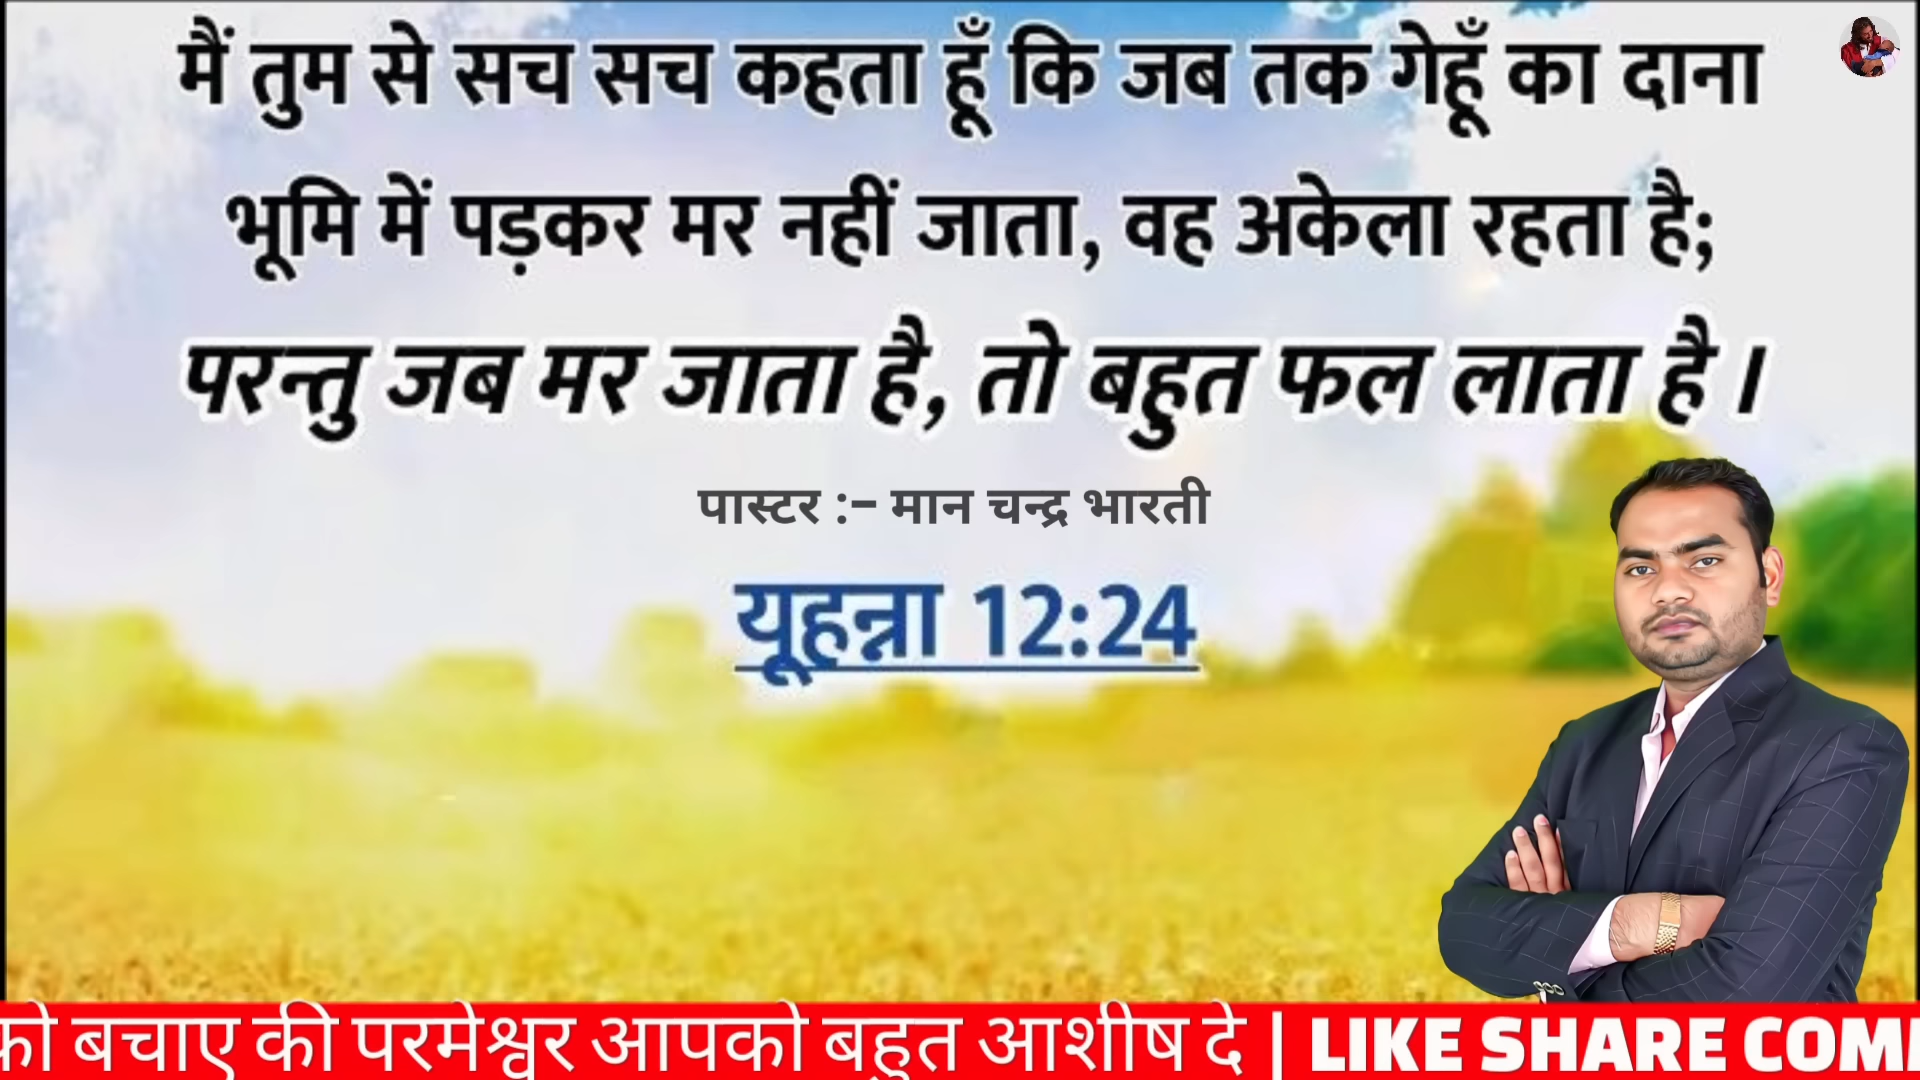 मैं तुम से सच सच कहता हूँ कि जब तक गेहूँ का दाना
भूमि में पड़कर मर नहीं जाता, वह अकेला रहता है;
परन्तु जब मर जाता है, तो बहुत फल लाता है ।
पास्टर :- मान चन्द्र भारती
यूहन्ना 12:24
बचाए की परमेश्वर आपको बहुत आशीष दे | LIKE SHARE